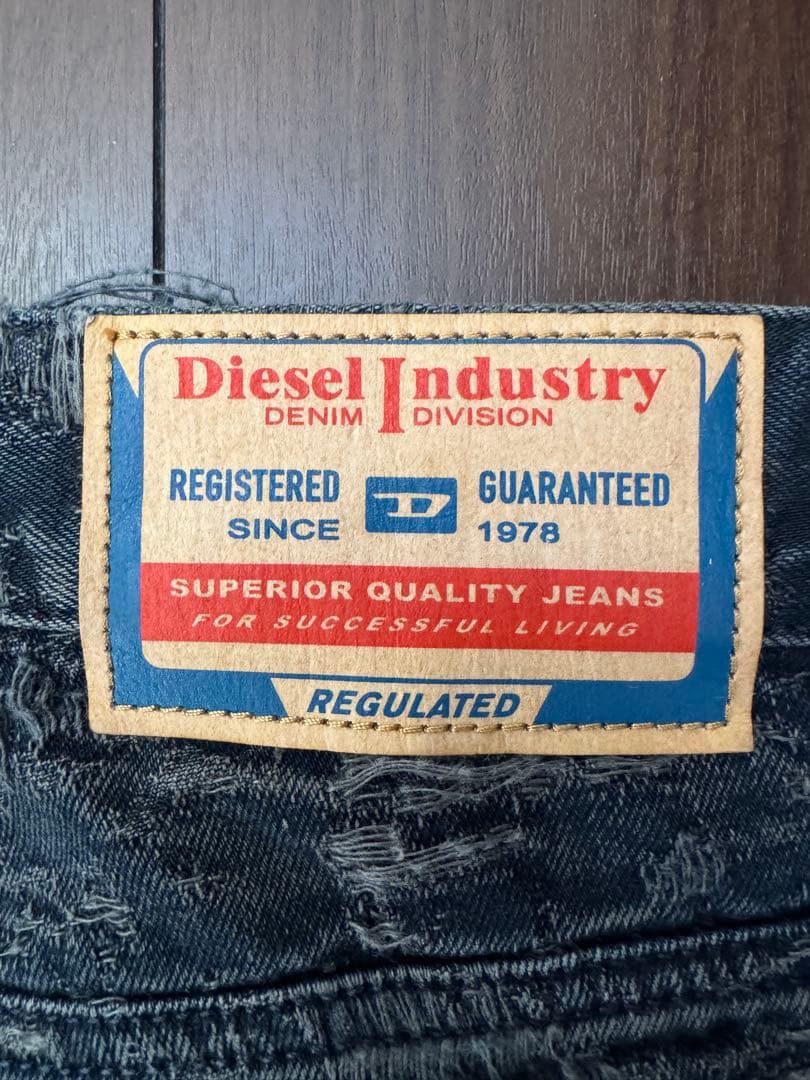 Diesel Industry
DENIM DIVISION
REGISTERED D GUARANTEED
SINCE 1978
SUPERIOR QUALITY JEANS
FOR SUCCESSFUL LIVING
REGULATED